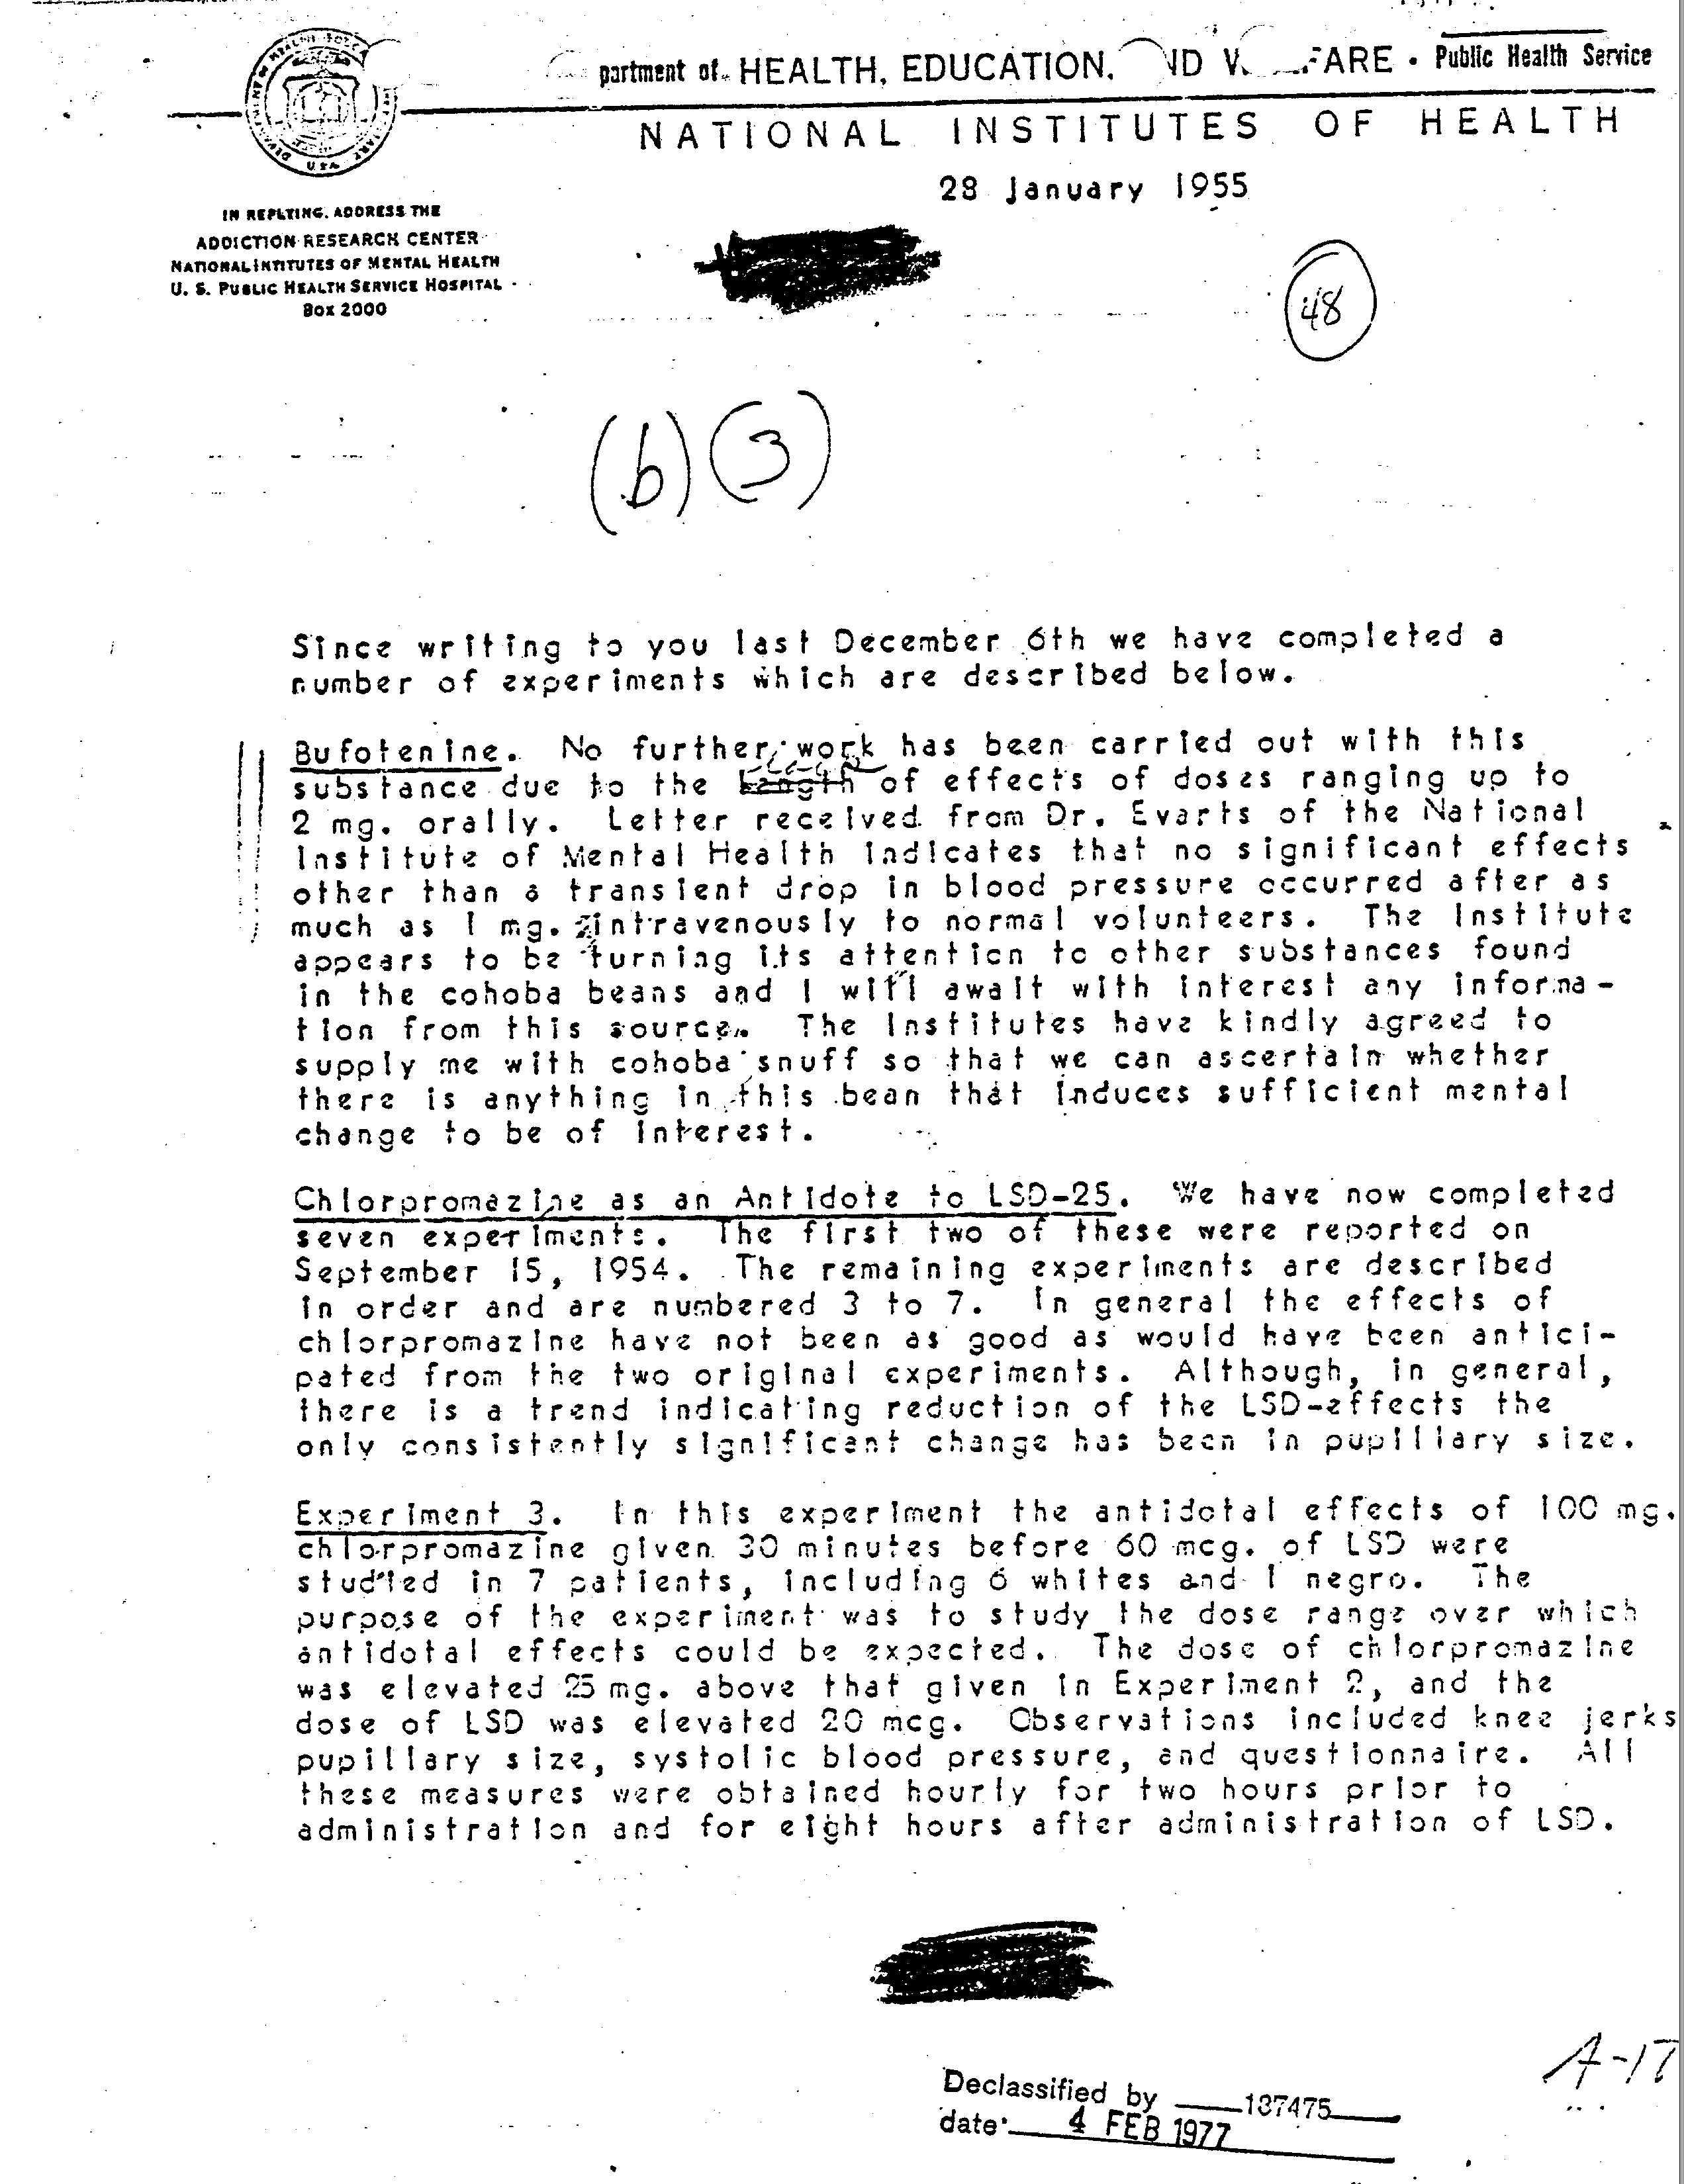 partment of HEALTH, EDUCATION, ND W FARE • Public Health Service
NATIONAL INSTITUTES OF HEALTH
28 January 1955
IN REPLYING, ADDRESS THE
ADDICTION RESEARCH CENTER
NATIONAL INTITUTES OF MENTAL HEALTH
U. S. PUBLIC HEALTH SERVICE HOSPITAL
Box 2000
48
(b)(3)
Since writing to you last December 6th we have completed a
number of experiments which are described below.
Bufotenine. No further work has been carried out with this
substance due to the length of effects of doses ranging up to
2 mg. orally. Letter received from Dr. Evarts of the National
Institute of Mental Health indicates that no significant effects
other than a transient drop in blood pressure occurred after as
much as 1 mg. intravenously to normal volunteers. The Institute
appears to be turning its attention to other substances found
in the cohoba beans and I will await with interest any informa-
tion from this source. The Institutes have kindly agreed to
supply me with cohoba snuff so that we can ascertain whether
there is anything in this bean that induces sufficient mental
change to be of interest.
Chlorpromazine as an Antidote to LSD-25. We have now completed
seven experiments. The first two of these were reported on
September 15, 1954. The remaining experiments are described
in order and are numbered 3 to 7. In general the effects of
chlorpromazine have not been as good as would have been antici-
pated from the two original experiments. Although, in general,
there is a trend indicating reduction of the LSD-effects the
only consistently significant change has been in pupillary size.
Experiment 3. In this experiment the antidotal effects of 100 mg.
chlorpromazine given 30 minutes before 60 mcg. of LSD were
studied in 7 patients, including 6 whites and 1 negro. The
purpose of the experiment was to study the dose range over which
antidotal effects could be expected. The dose of chlorpromazine
was elevated 25 mg. above that given in Experiment 2, and the
dose of LSD was elevated 20 mcg. Observations included knee jerks
pupillary size, systolic blood pressure, and questionnaire. All
these measures were obtained hourly for two hours prior to
administration and for eight hours after administration of LSD.
A-17
Declassified by 187475
date 4 FEB 1977